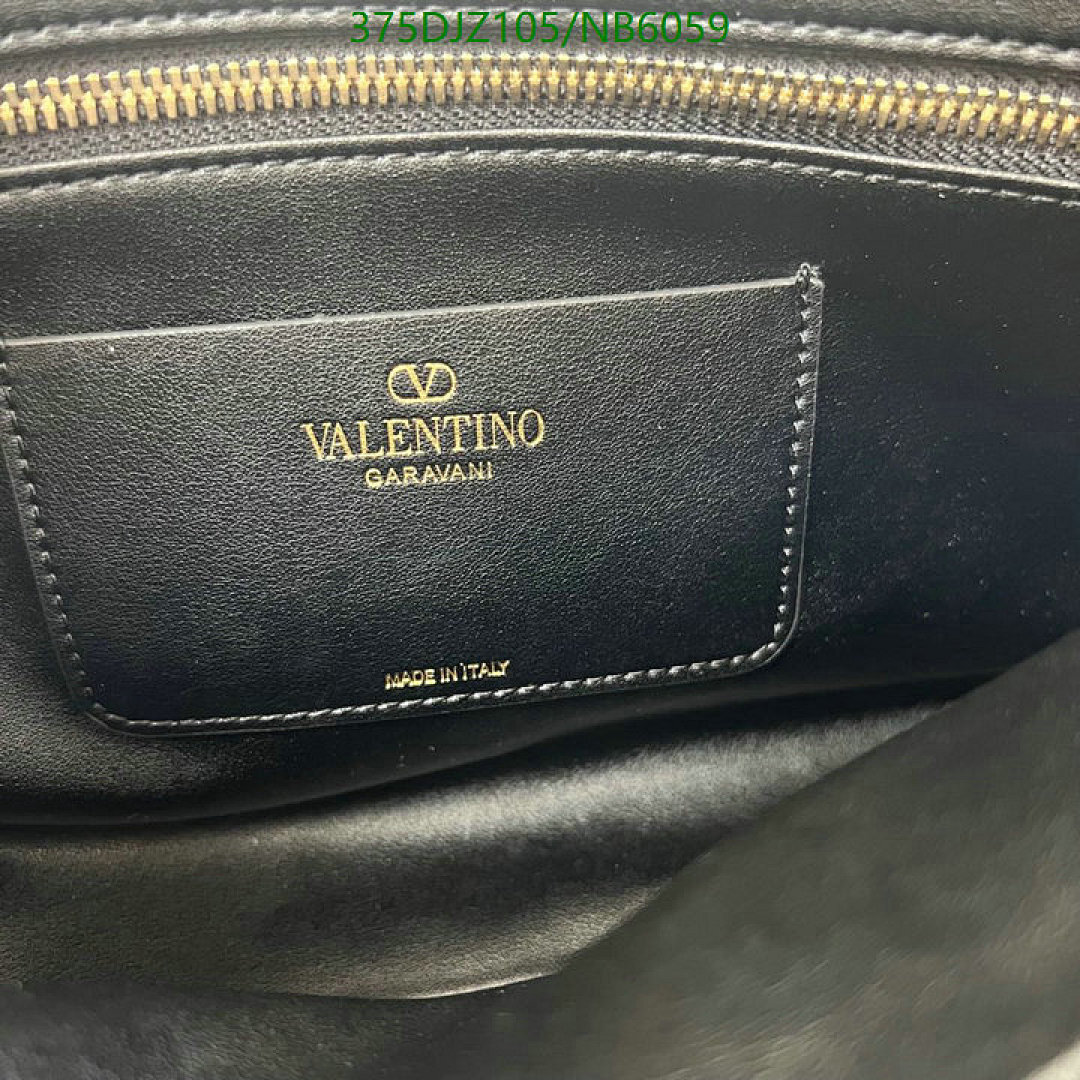 375DJZ105/NB6059
V
VALENTINO
GARAVANI
MADE IN ITALY